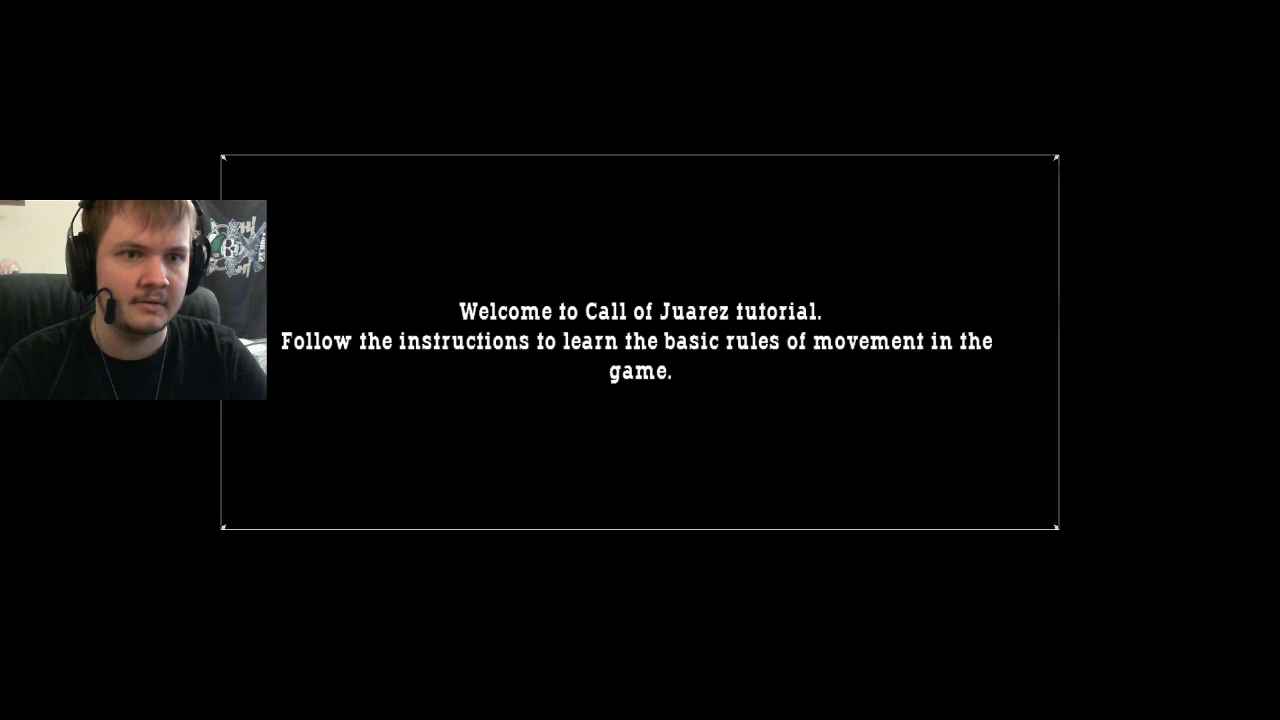 Welcome to Call of Juarez tutorial.
Follow the instructions to learn the basic rules of movement in the
game.